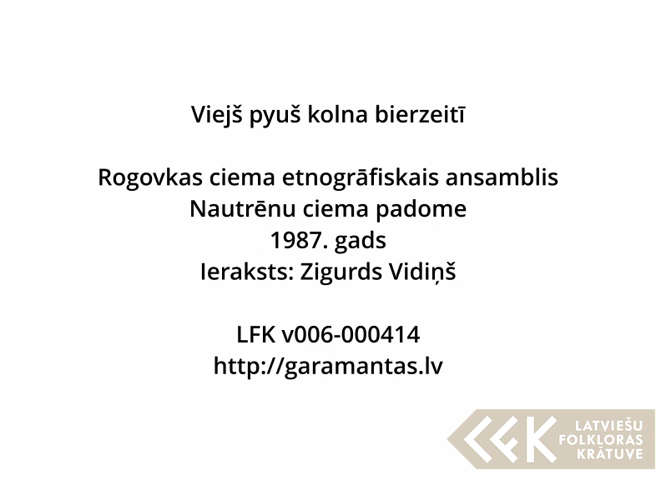 Viejš pyuš kolna bierzeitī
Rogovkas ciema etnogrāfiskais ansamblis
Nautrēnu ciema padome
1987. gads
Ieraksts: Zigurds Vidiņš
LFK v006-000414
http://garamantas.lv
LFK
LATVIEŠU
FOLKLORAS
KRĀTUVE